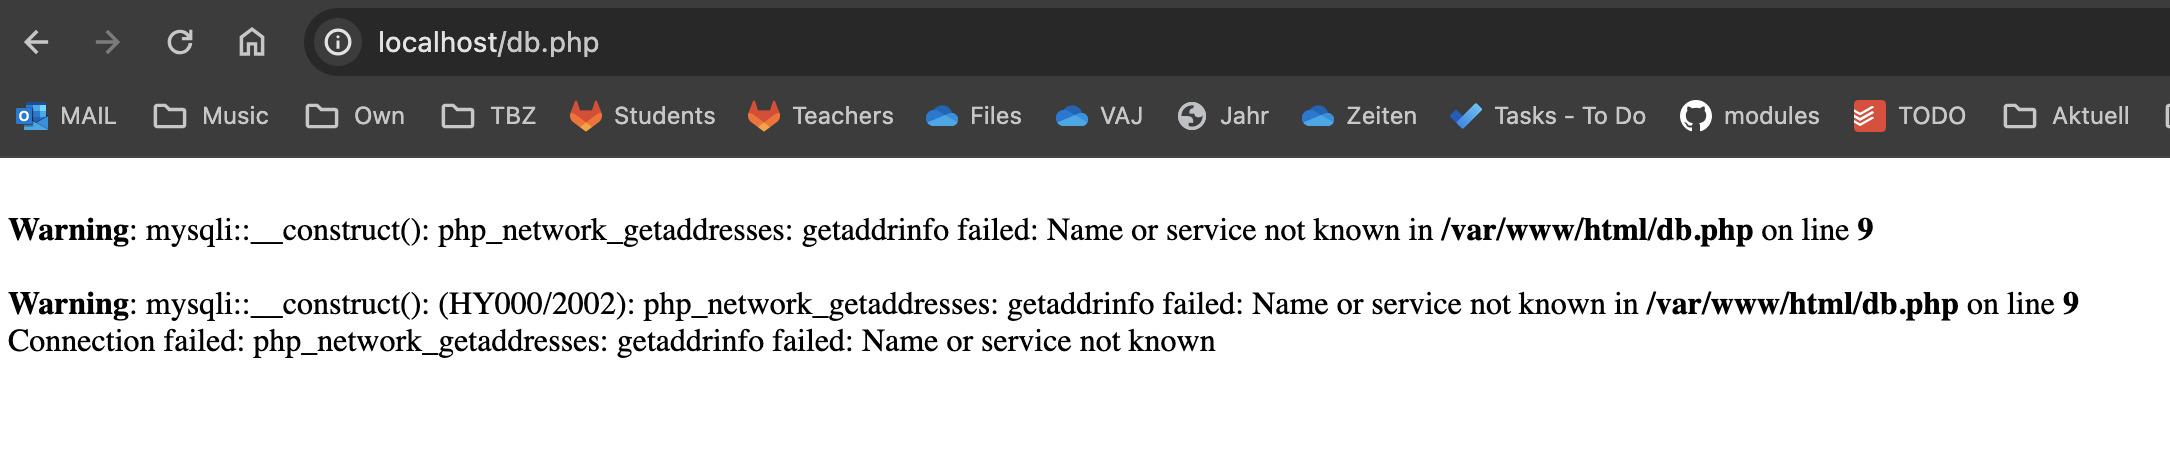 localhost/db.php
MAIL Music Own TBZ Students Teachers Files VAJ Jahr Zeiten Tasks - To Do modules TODO Aktuell
Warning: mysqli::__construct(): php_network_getaddresses: getaddrinfo failed: Name or service not known in /var/www/html/db.php on line 9
Warning: mysqli::__construct(): (HY000/2002): php_network_getaddresses: getaddrinfo failed: Name or service not known in /var/www/html/db.php on line 9
Connection failed: php_network_getaddresses: getaddrinfo failed: Name or service not known